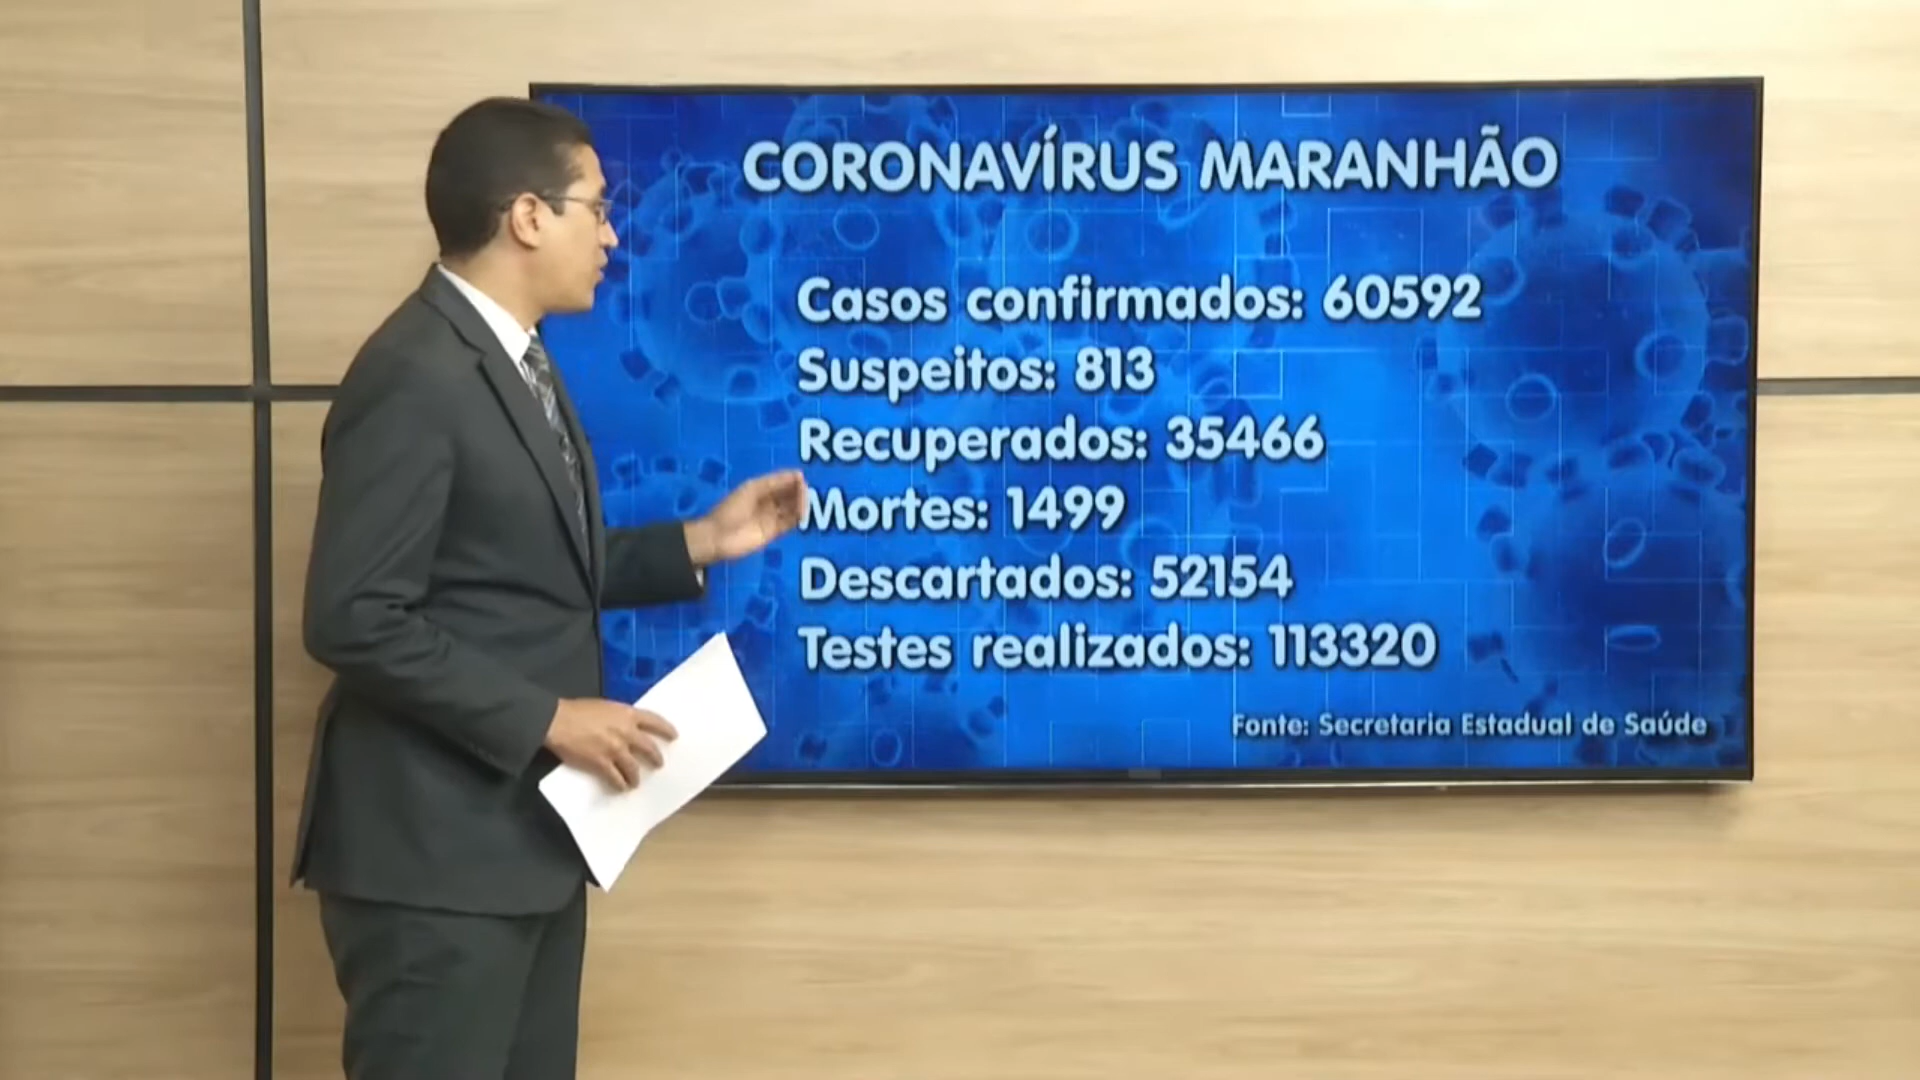 CORONAVÍRUS MARANHÃO
Casos confirmados: 60592
Suspeitos: 813
Recuperados: 35466
Mortes: 1499
Descartados: 52154
Testes realizados: 113320
Fonte: Secretaria Estadual de Saúde